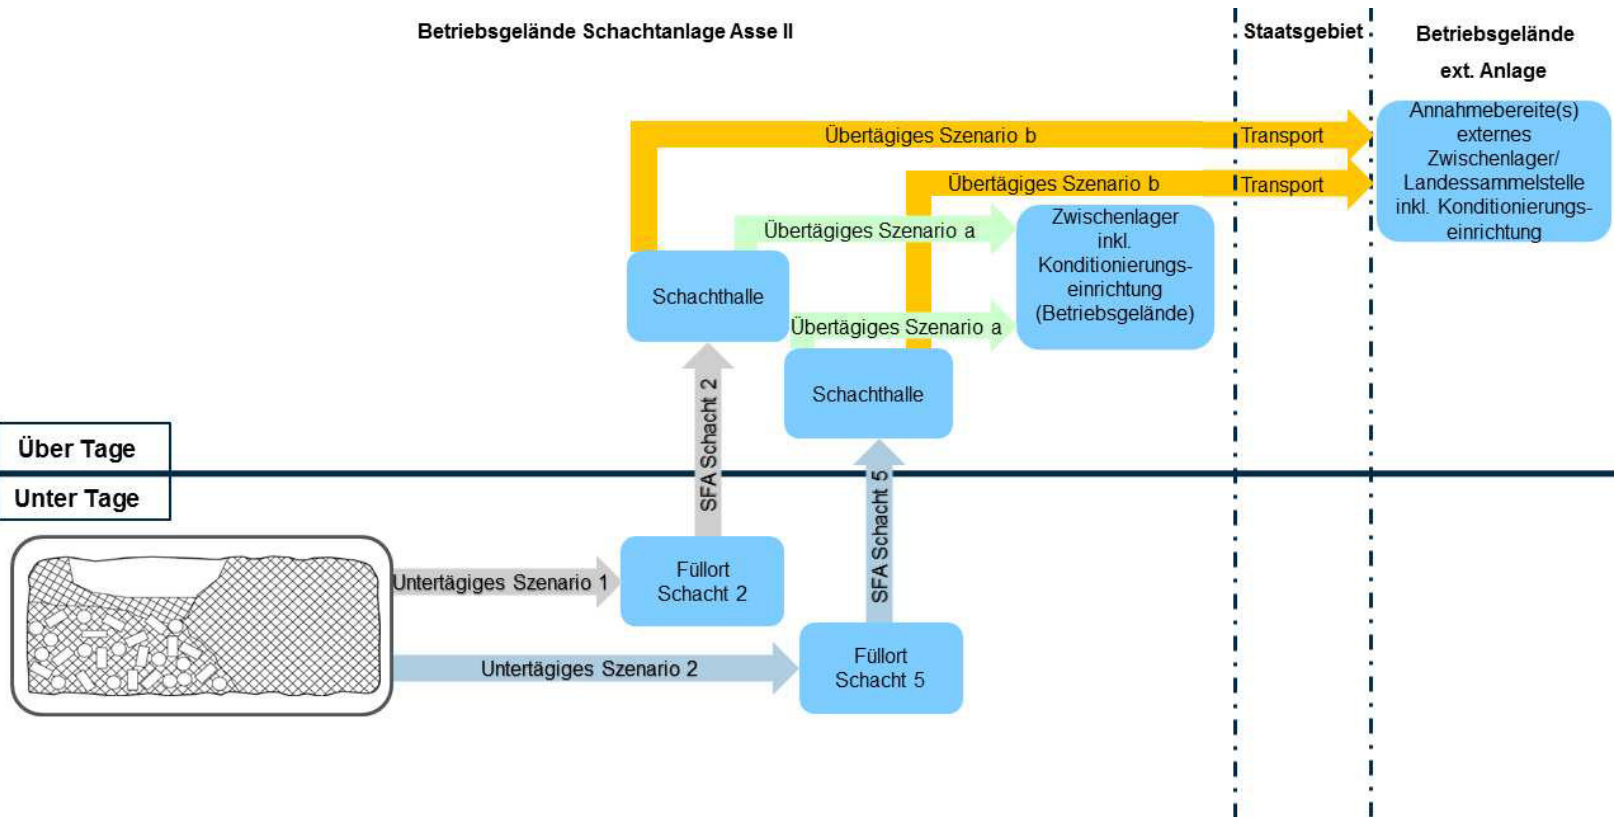 Betriebsgelände Schachtanlage Asse II
Staatsgebiet
Betriebsgelände
ext. Anlage
Übertägiges Szenario b
Transport
Annahmebereite(s)
externes
Zwischenlager/
Landessammelstelle
inkl. Konditionierungs-
einrichtung
Übertägiges Szenario b
Transport
Übertägiges Szenario a
Zwischenlager
inkl.
Konditionierungs-
einrichtung
(Betriebsgelände)
Schachthalle
Übertägiges Szenario a
Schachthalle
SFA Schacht 2
Über Tage
Unter Tage
SFA Schacht 5
Untertägiges Szenario 1
Füllort
Schacht 2
Untertägiges Szenario 2
Füllort
Schacht 5